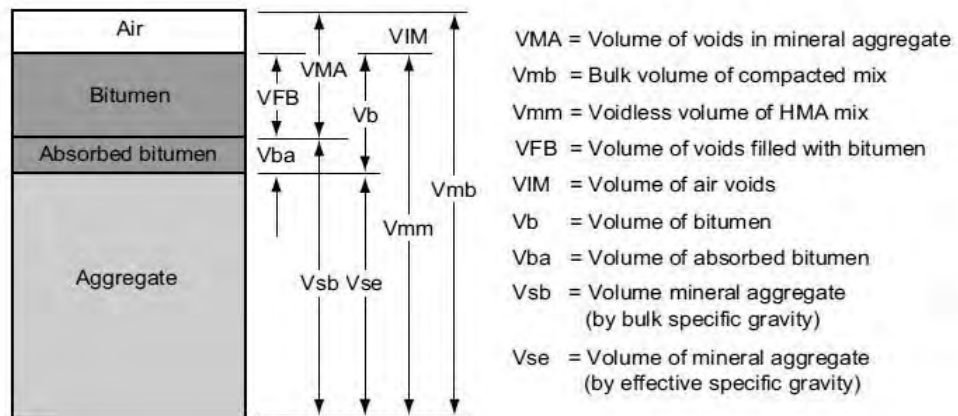 Air
Bitumen
Absorbed bitumen
Aggregate
VIM
VMA
VFB
Vb
Vba
Vmb
Vmm
Vsb Vse
VMA = Volume of voids in mineral aggregate
Vmb = Bulk volume of compacted mix
Vmm = Voidless volume of HMA mix
VFB = Volume of voids filled with bitumen
VIM = Volume of air voids
Vb = Volume of bitumen
Vba = Volume of absorbed bitumen
Vsb = Volume mineral aggregate
(by bulk specific gravity)
Vse = Volume of mineral aggregate
(by effective specific gravity)